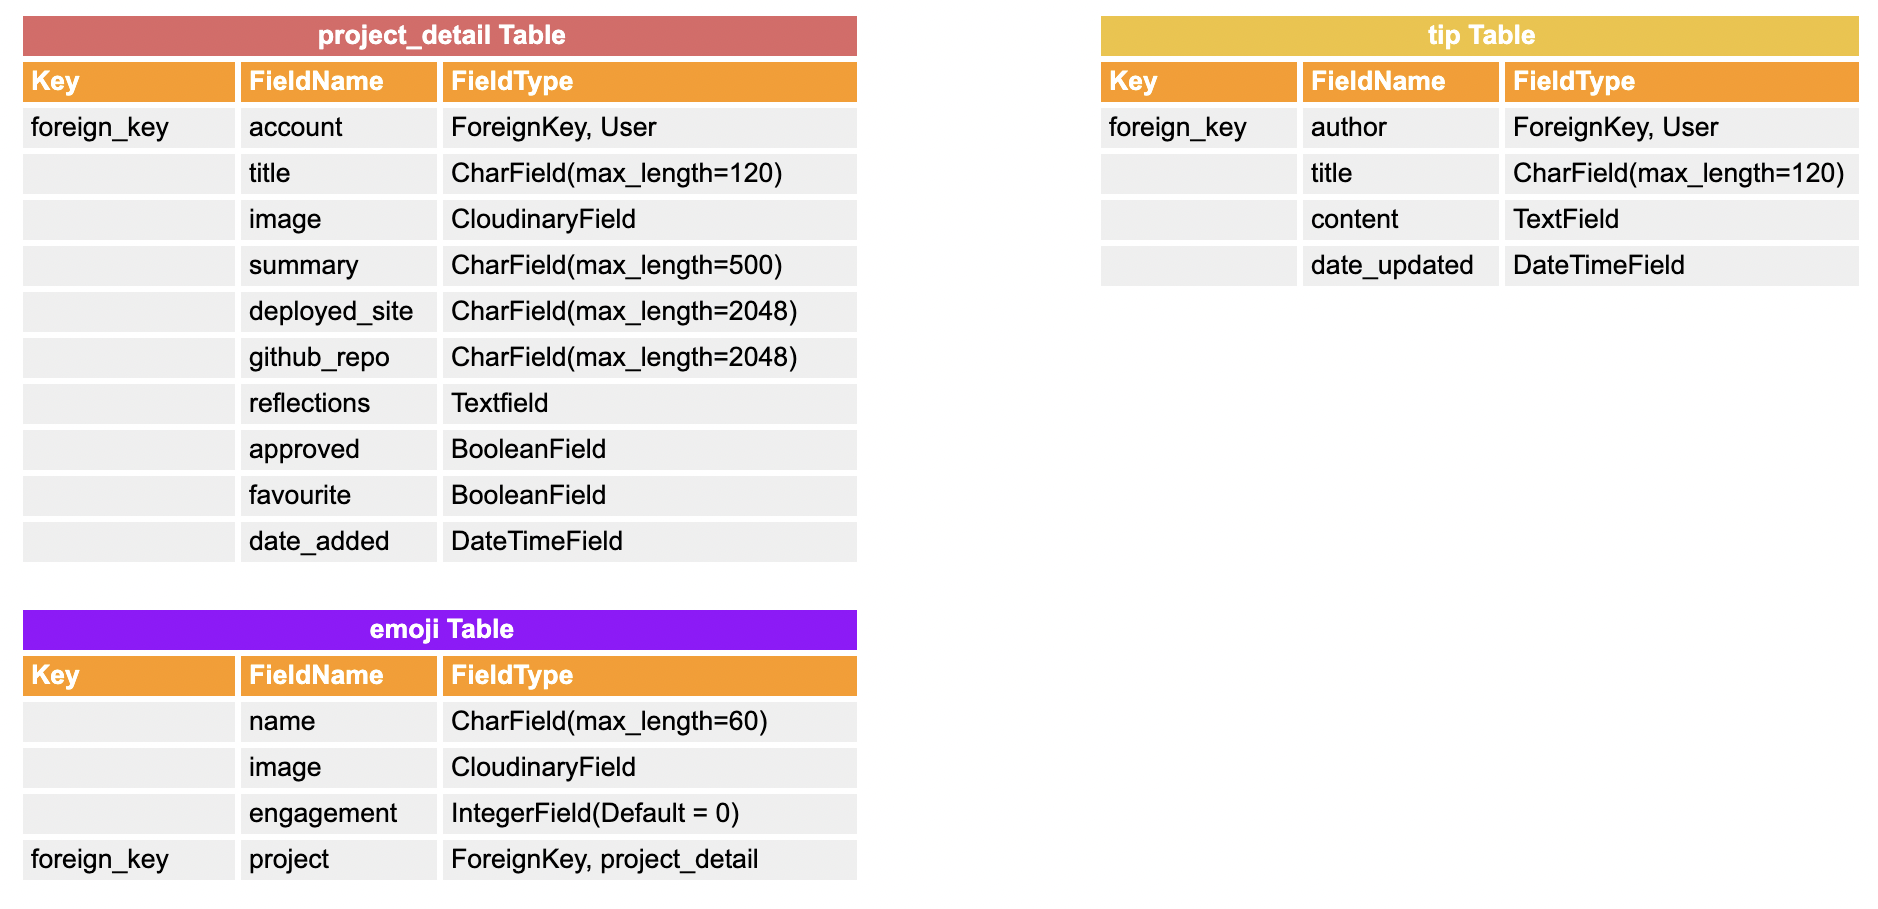 project_detail Table
Key FieldName FieldType
foreign_key account ForeignKey, User
title CharField(max_length=120)
image CloudinaryField
summary CharField(max_length=500)
deployed_site CharField(max_length=2048)
github_repo CharField(max_length=2048)
reflections Textfield
approved BooleanField
favourite BooleanField
date_added DateTimeField
tip Table
Key FieldName FieldType
foreign_key author ForeignKey, User
title CharField(max_length=120)
content TextField
date_updated DateTimeField
emoji Table
Key FieldName FieldType
name CharField(max_length=60)
image CloudinaryField
engagement IntegerField(Default = 0)
foreign_key project ForeignKey, project_detail